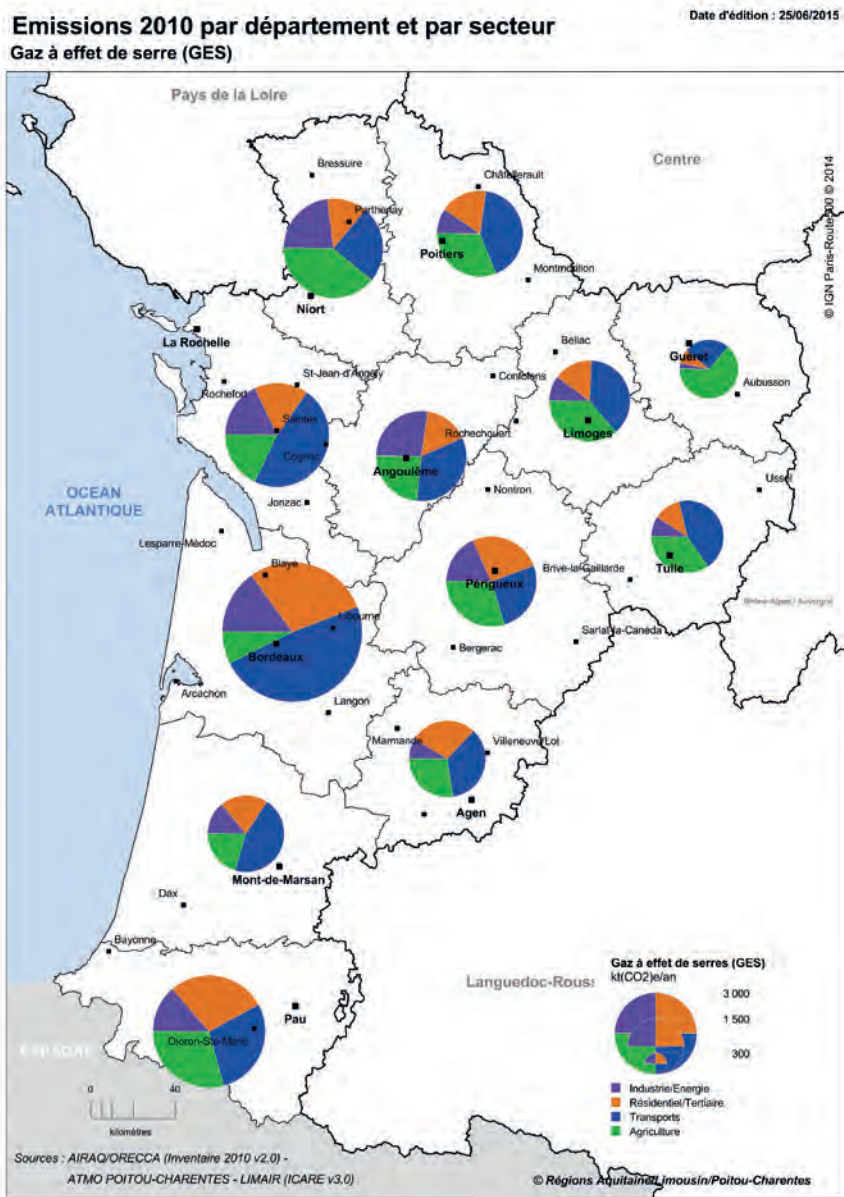 Emissions 2010 par département et par secteur
Date d'édition : 25/06/2015
Gaz à effet de serre (GES)
Pays de la Loire
Centre
© IGN Paris-Route500 © 2014
Bressuire
Châtellerault
Parthenay
Poitiers
Montmorillon
Niort
La Rochelle
Bellac
Guéret
St-Jean-d'Angély
Confolens
Rochefort
Aubusson
Saintes
Rochechouart
Limoges
Cognac
Angoulême
Ussel
OCEAN
ATLANTIQUE
Jonzac
Nontron
Lesparre-Médoc
Blaye
Périgueux
Brive-la-Gaillarde
Tulle
Rhône-Alpes / Auvergne
Libourne
Bordeaux
Bergerac
Sarlat-la-Canéda
Arcachon
Langon
Marmande
Villeneuve/Lot
Agen
Mont-de-Marsan
Dax
Bayonne
Languedoc-Rouss
Gaz à effet de serres (GES)
kt(CO2)e/an
3 000
1 500
300
Pau
Oloron-Ste-Marie
ESPAGNE
Industrie/Energie
Résidentiel/Tertiaire
Transports
Agriculture
0
40
kilomètres
Sources : AIRAQ/ORECCA (Inventaire 2010 v2.0) -
ATMO POITOU-CHARENTES - LIMAIR (ICARE v3.0)
© Régions Aquitaine/Limousin/Poitou-Charentes